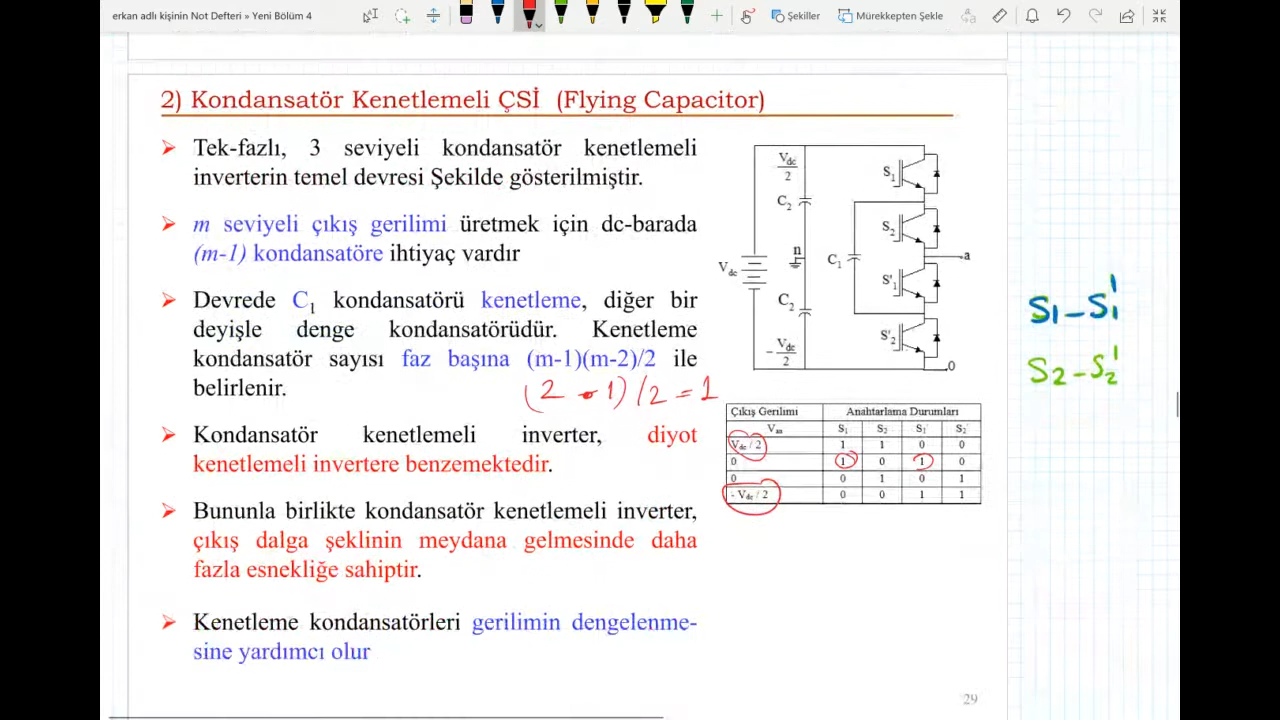 erkan adlı kişinin Not Defteri » Yeni Bölüm 4
Şekiller
Mürekkepten Şekle
2) Kondansatör Kenetlemeli ÇSİ (Flying Capacitor)
Tek-fazlı, 3 seviyeli kondansatör kenetlemeli
inverterin temel devresi Şekilde gösterilmiştir.
m seviyeli çıkış gerilimi üretmek için dc-barada
(m-1) kondansatöre ihtiyaç vardır
Devrede C1 kondansatörü kenetleme, diğer bir
deyişle denge kondansatörüdür. Kenetleme
kondansatör sayısı faz başına (m-1)(m-2)/2 ile
belirlenir.
(2 - 1) / 2 = 1
Kondansatör kenetlemeli inverter, diyot
kenetlemeli invertere benzemektedir.
Bununla birlikte kondansatör kenetlemeli inverter,
çıkış dalga şeklinin meydana gelmesinde daha
fazla esnekliğe sahiptir.
Kenetleme kondansatörleri gerilimin dengelenme-
sine yardımcı olur
Vdc/2
S1
C2
S2
n
a
Vdc
C1
S'1
C2
S'2
-Vdc/2
0
Çıkış Gerilimi Anahtarlama Durumları
Van S1 S2 S1' S2'
Vdc / 2 1 1 0 0
0 1 0 1 0
0 0 1 0 1
- Vdc / 2 0 0 1 1
S1 - S1'
S2 - S2'
29